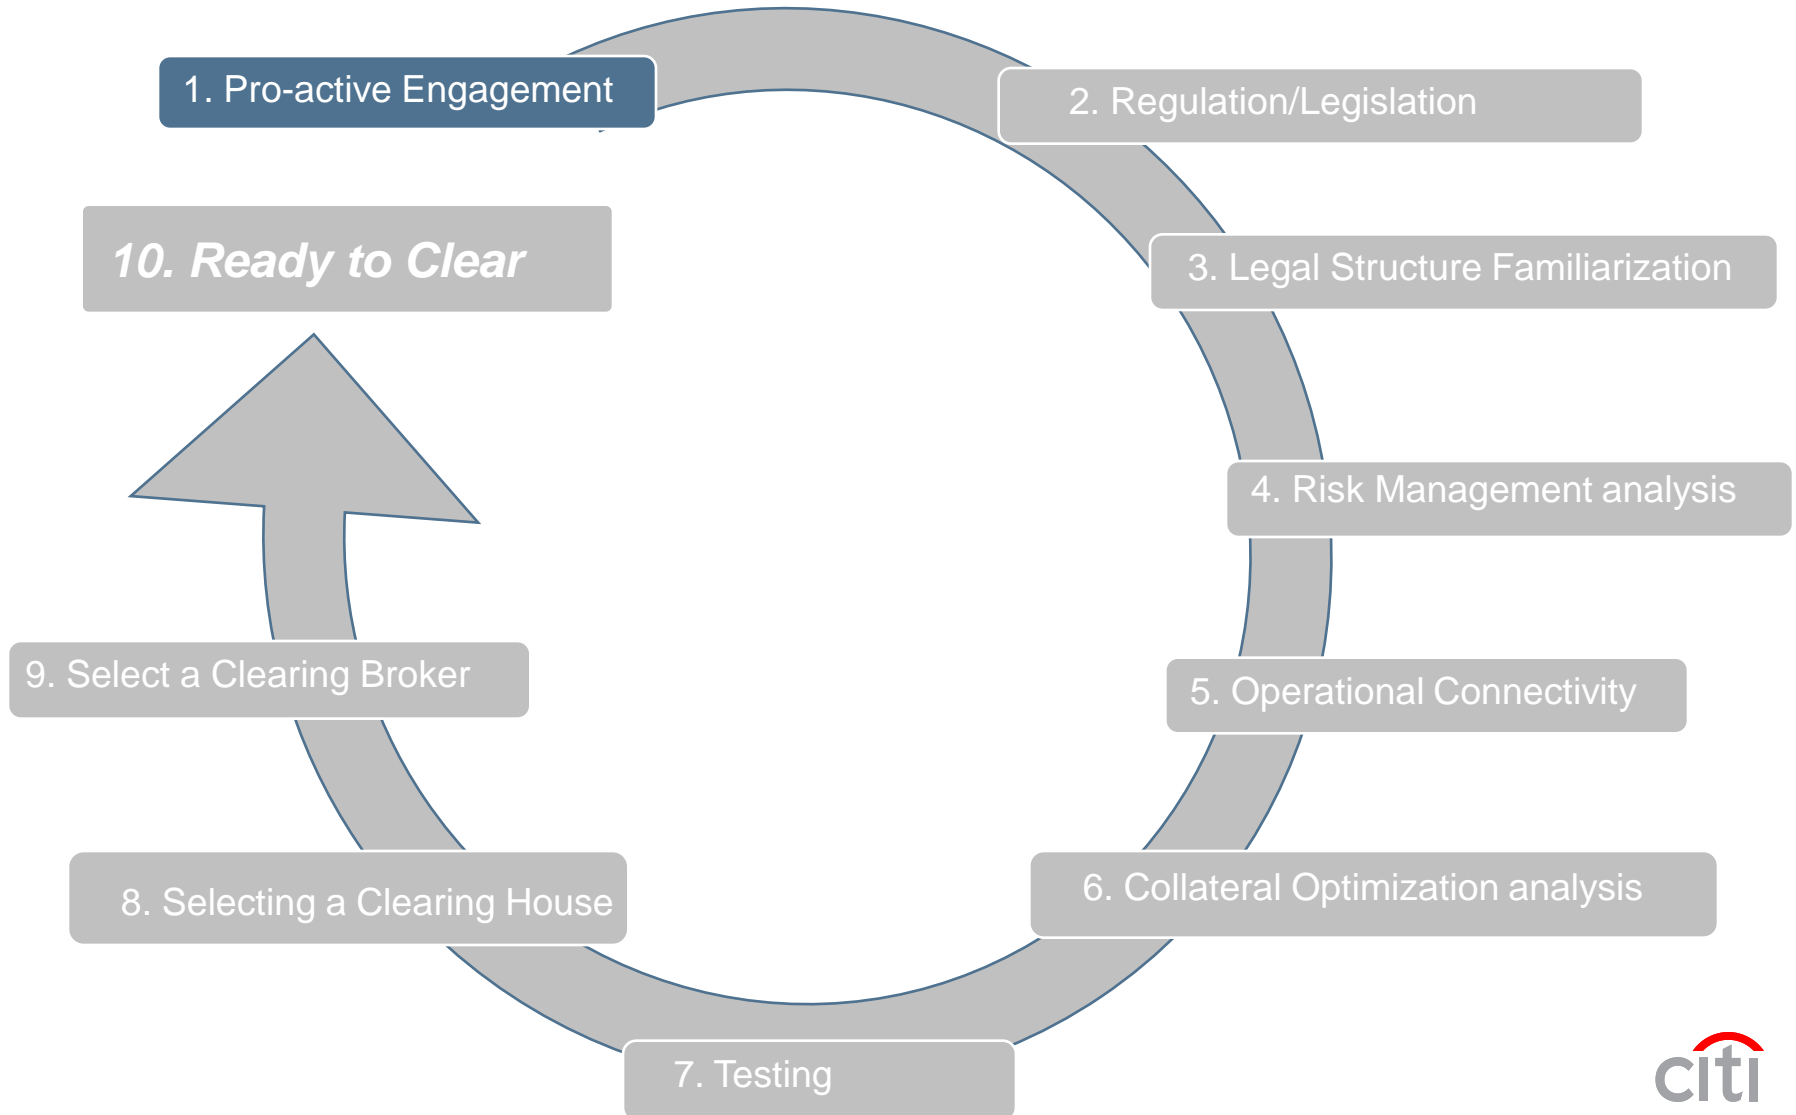 1. Pro-active Engagement
2. Regulation/Legislation
3. Legal Structure Familiarization
4. Risk Management analysis
5. Operational Connectivity
6. Collateral Optimization analysis
7. Testing
8. Selecting a Clearing House
9. Select a Clearing Broker
10. Ready to Clear
citi